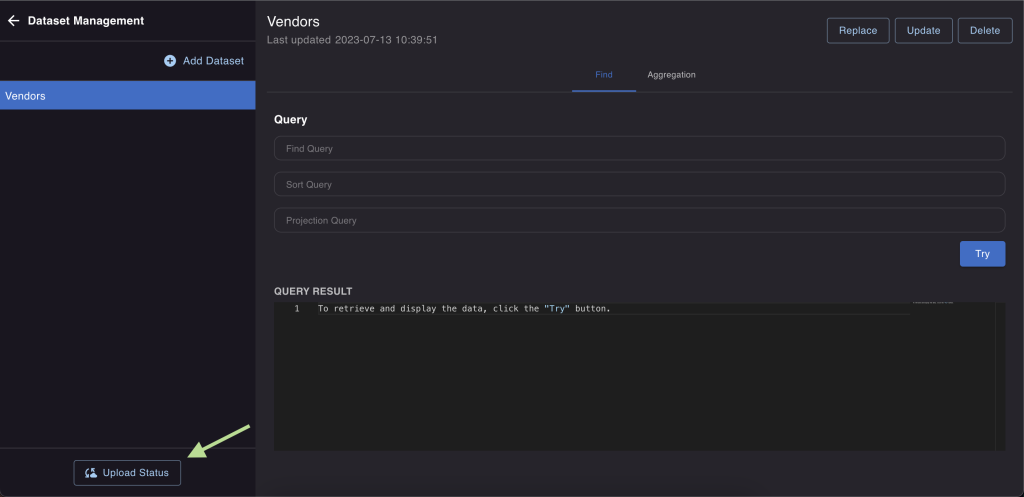 Dataset Management
Add Dataset
Vendors
Upload Status
Vendors
Last updated 2023-07-13 10:39:51
Replace
Update
Delete
Find
Aggregation
Query
Find Query
Sort Query
Projection Query
Try
QUERY RESULT
1 To retrieve and display the data, click the "Try" button.